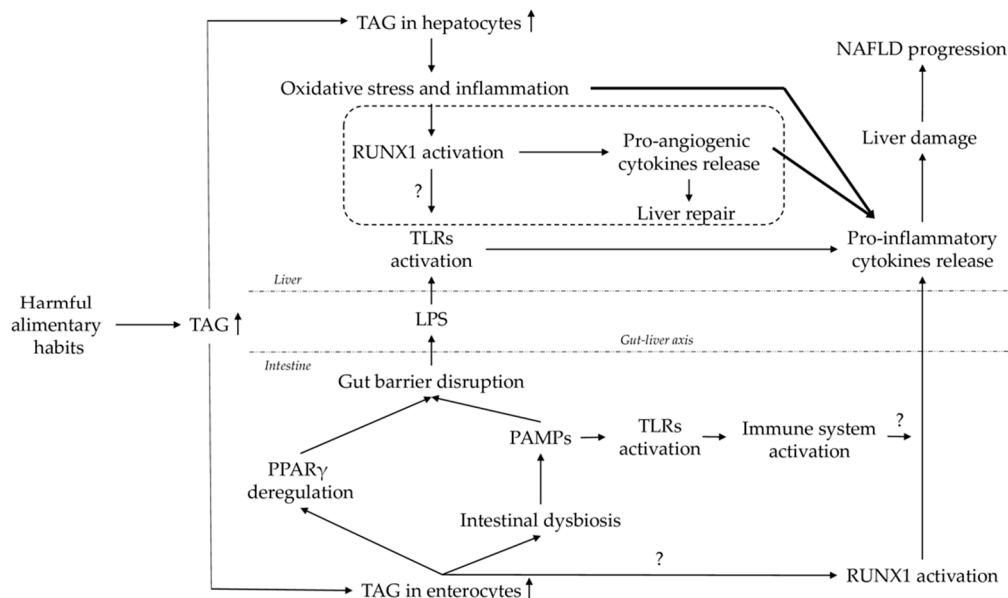 TAG in hepatocytes
NAFLD progression
Oxidative stress and inflammation
Liver damage
RUNX1 activation
Pro-angiogenic
cytokines release
?
Liver repair
TLRs
activation
Pro-inflammatory
cytokines release
Liver
Harmful
alimentary
habits
TAG
LPS
Gut-liver axis
Intestine
Gut barrier disruption
PAMPs
TLRs
activation
Immune system
activation
?
PPARγ
deregulation
Intestinal dysbiosis
?
TAG in enterocytes
RUNX1 activation